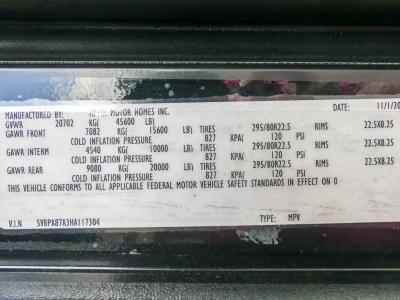 MANUFACTURED BY: MOTOR HOMES INC. DATE: 11/1/20
GVWR 20702 KG( 45600 LB)
GAWR FRONT 7082 KG( 15600 LB) TIRES 295/80R22.5 RIMS 22.5X8.25
COLD INFLATION PRESSURE 827 KPA( 120 PSI
GAWR INTERM 4540 KG( 10000 LB) TIRES 295/80R22.5 RIMS 22.5X8.25
COLD INFLATION PRESSURE 827 KPA( 120 PSI
GAWR REAR 9080 KG( 20000 LB) TIRES 295/80R22.5 RIMS 22.5X8.25
COLD INFLATION PRESSURE 827 KPA( 120 PSI
THIS VEHICLE CONFORMS TO ALL APPLICABLE FEDERAL MOTOR VEHICLE SAFETY STANDARDS IN EFFECT ON O
V.I.N 5VBPA87A3HA117304 TYPE: MPV